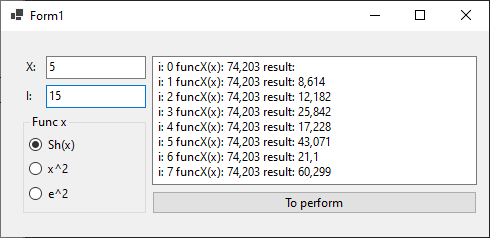 Form1
X:
5
I:
15
Func x
Sh(x)
x^2
e^2
i: 0 funcX(x): 74,203 result:
i: 1 funcX(x): 74,203 result: 8,614
i: 2 funcX(x): 74,203 result: 12,182
i: 3 funcX(x): 74,203 result: 25,842
i: 4 funcX(x): 74,203 result: 17,228
i: 5 funcX(x): 74,203 result: 43,071
i: 6 funcX(x): 74,203 result: 21,1
i: 7 funcX(x): 74,203 result: 60,299
To perform